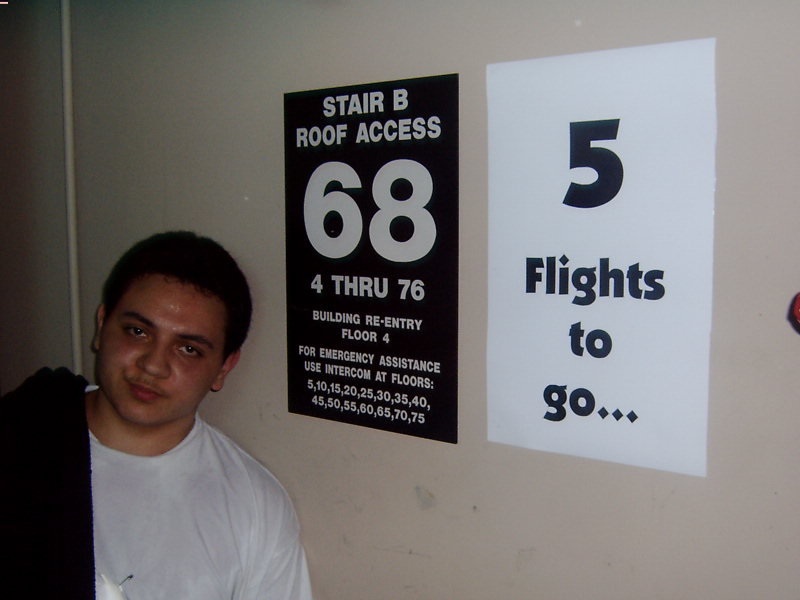 STAIR B
ROOF ACCESS
68
4 THRU 76
BUILDING RE-ENTRY
FLOOR 4
FOR EMERGENCY ASSISTANCE
USE INTERCOM AT FLOORS:
5,10,15,20,25,30,35,40,
45,50,55,60,65,70,75
5
Flights
to
go...